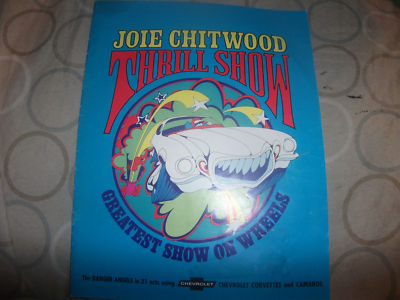 JOIE CHITWOOD
THRILL SHOW
GREATEST SHOW ON WHEELS
The DANGER ANGELS in 21 acts using CHEVROLET CHEVROLET CORVETTES and CAMAROS